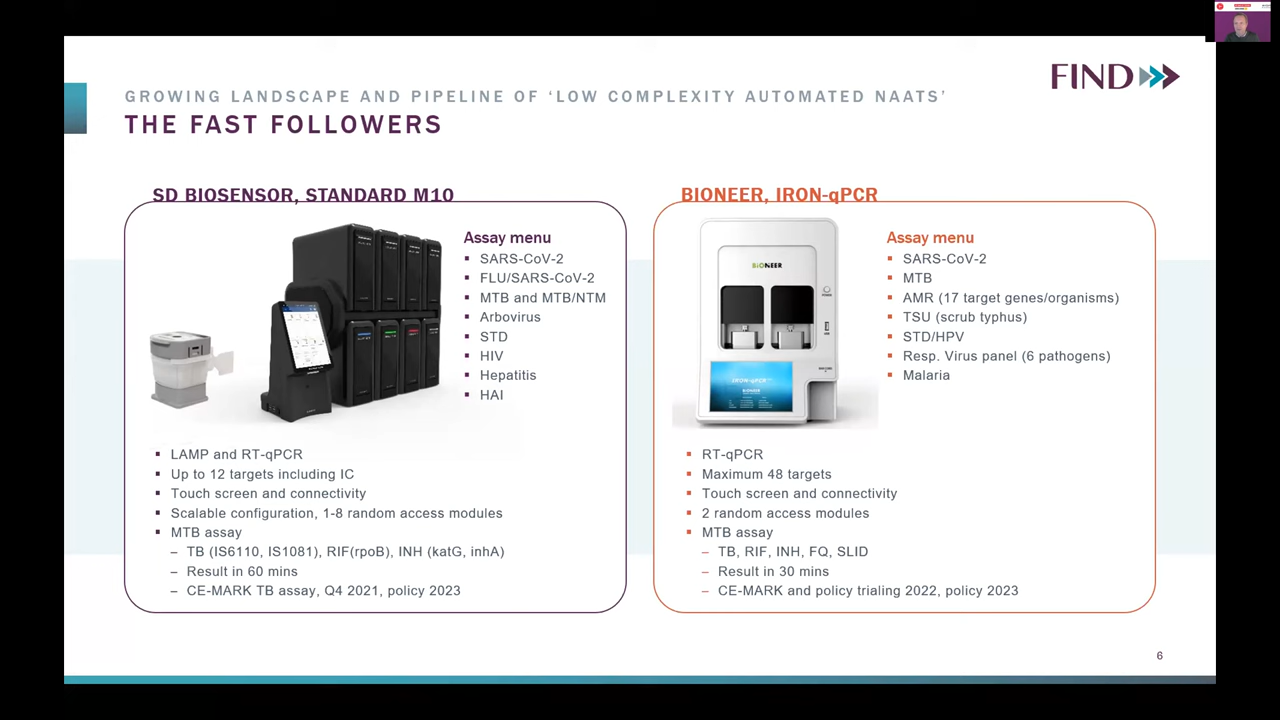 FIND
GROWING LANDSCAPE AND PIPELINE OF ‘LOW COMPLEXITY AUTOMATED NAATS’
THE FAST FOLLOWERS
SD BIOSENSOR, STANDARD M10
Assay menu
▪ SARS-CoV-2
▪ FLU/SARS-CoV-2
▪ MTB and MTB/NTM
▪ Arbovirus
▪ STD
▪ HIV
▪ Hepatitis
▪ HAI
▪ LAMP and RT-qPCR
▪ Up to 12 targets including IC
▪ Touch screen and connectivity
▪ Scalable configuration, 1-8 random access modules
▪ MTB assay
– TB (IS6110, IS1081), RIF(rpoB), INH (katG, inhA)
– Result in 60 mins
– CE-MARK TB assay, Q4 2021, policy 2023
BIONEER, IRON-qPCR
BIONEER
IRON-qPCR
Assay menu
▪ SARS-CoV-2
▪ MTB
▪ AMR (17 target genes/organisms)
▪ TSU (scrub typhus)
▪ STD/HPV
▪ Resp. Virus panel (6 pathogens)
▪ Malaria
▪ RT-qPCR
▪ Maximum 48 targets
▪ Touch screen and connectivity
▪ 2 random access modules
▪ MTB assay
– TB, RIF, INH, FQ, SLID
– Result in 30 mins
– CE-MARK and policy trialing 2022, policy 2023
6